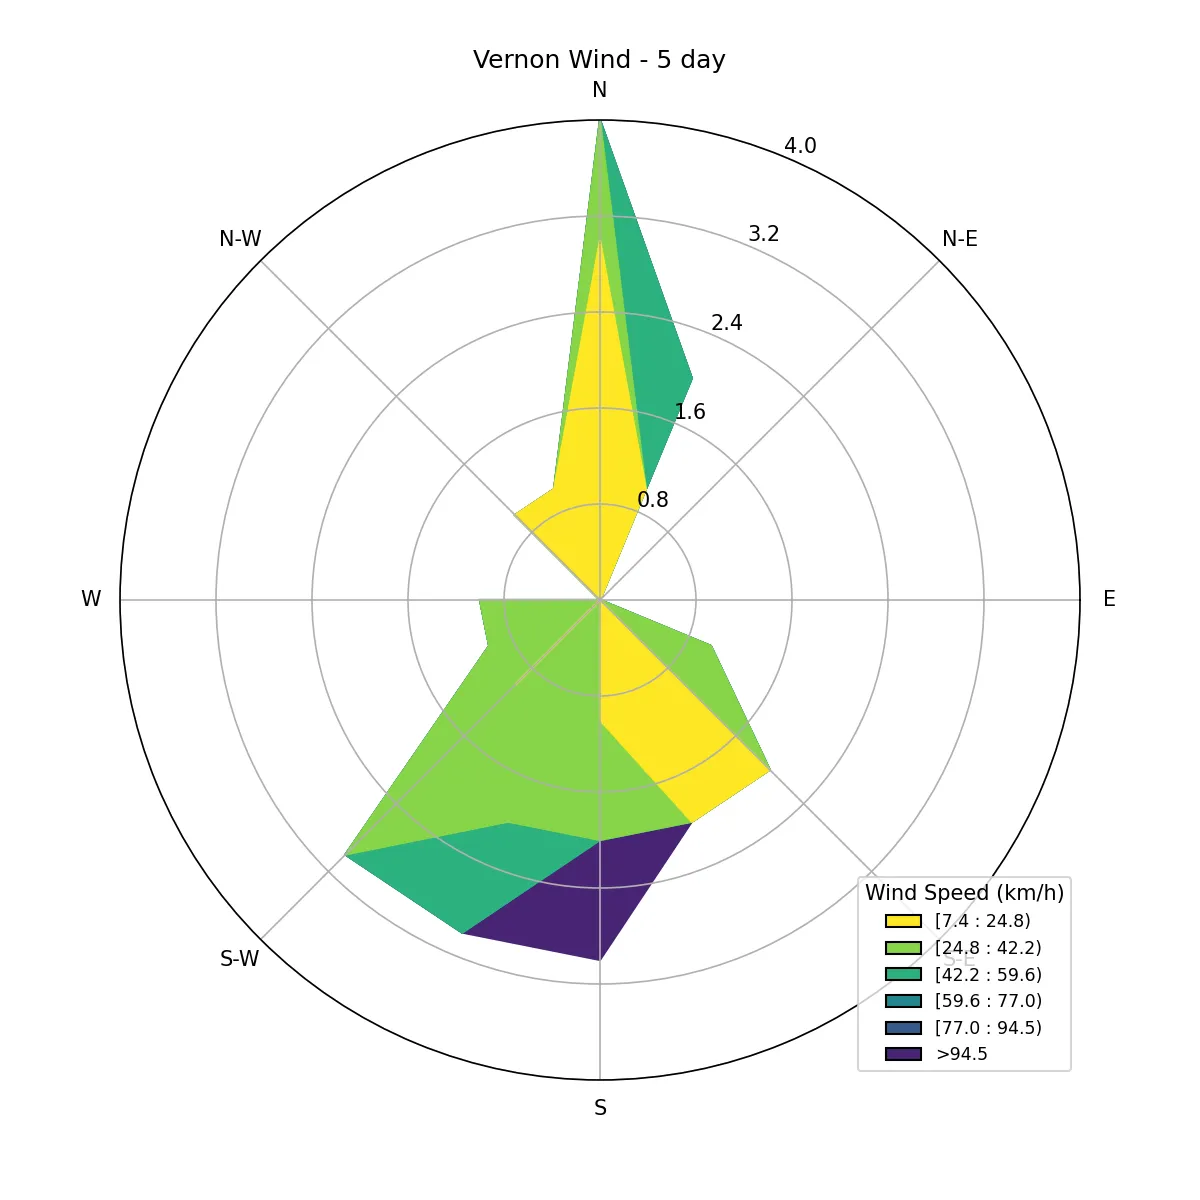 Vernon Wind - 5 day
N
4.0
N-W
3.2
N-E
2.4
1.6
0.8
W
E
Wind Speed (km/h)
[7.4 : 24.8)
[24.8 : 42.2)
S-W
S-E
[42.2 : 59.6)
[59.6 : 77.0)
[77.0 : 94.5)
>94.5
S